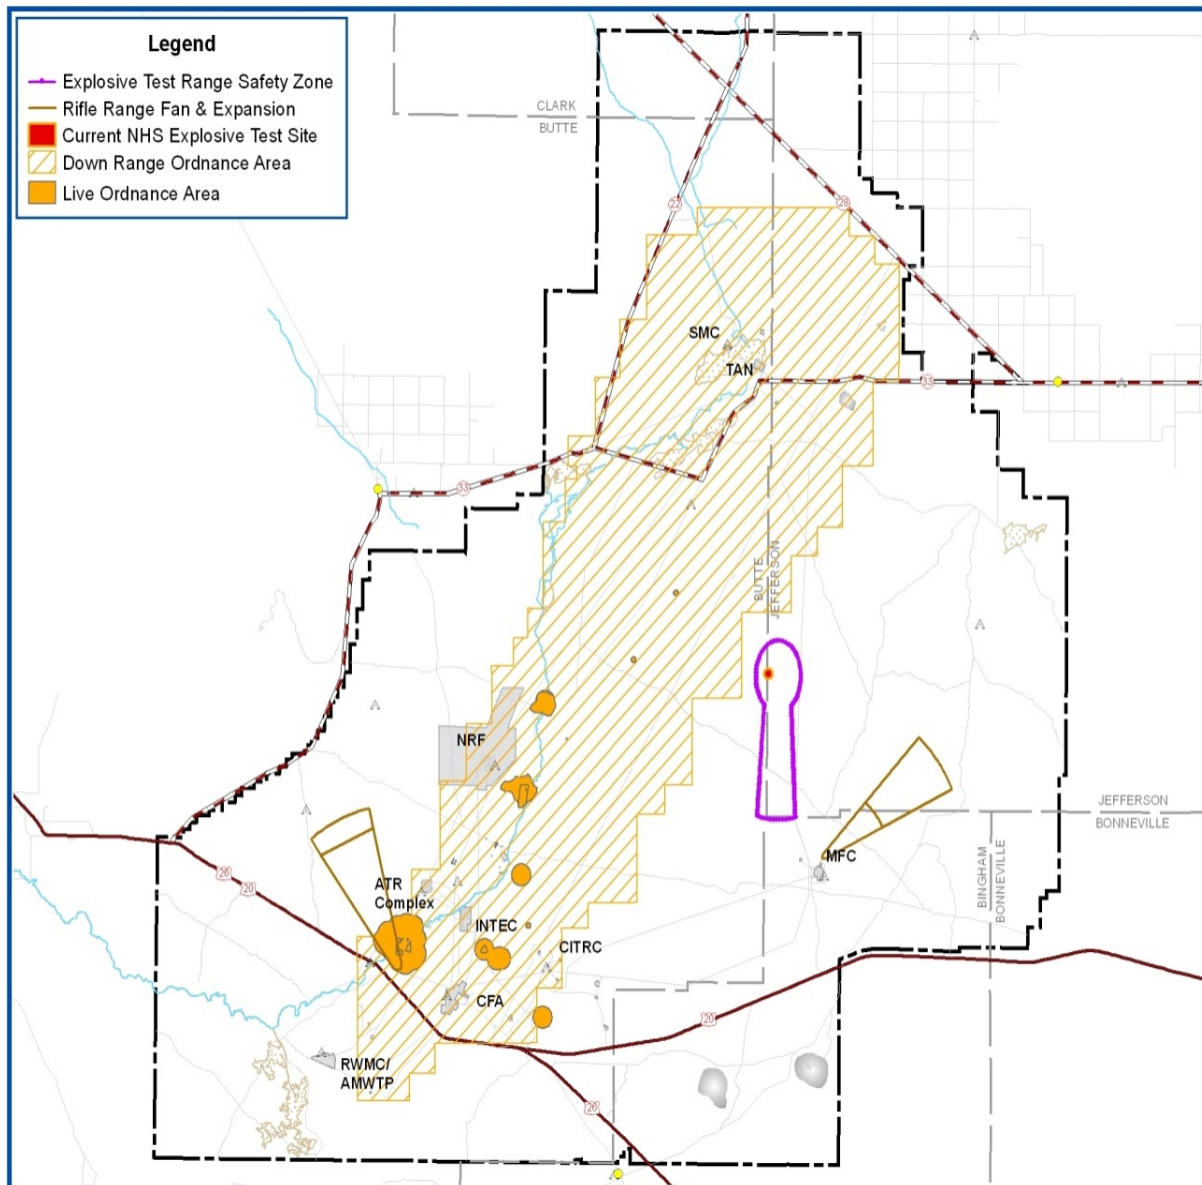 Legend
Explosive Test Range Safety Zone
Rifle Range Fan & Expansion
Current NHS Explosive Test Site
Down Range Ordnance Area
Live Ordnance Area
CLARK
BUTTE
22
28
SMC
TAN
33
33
BUTTE
JEFFERSON
NRF
JEFFERSON
BONNEVILLE
MFC
BINGHAM
BONNEVILLE
26
20
ATR
Complex
INTEC
CITRC
CFA
20
RWMC/
AMWTP
26